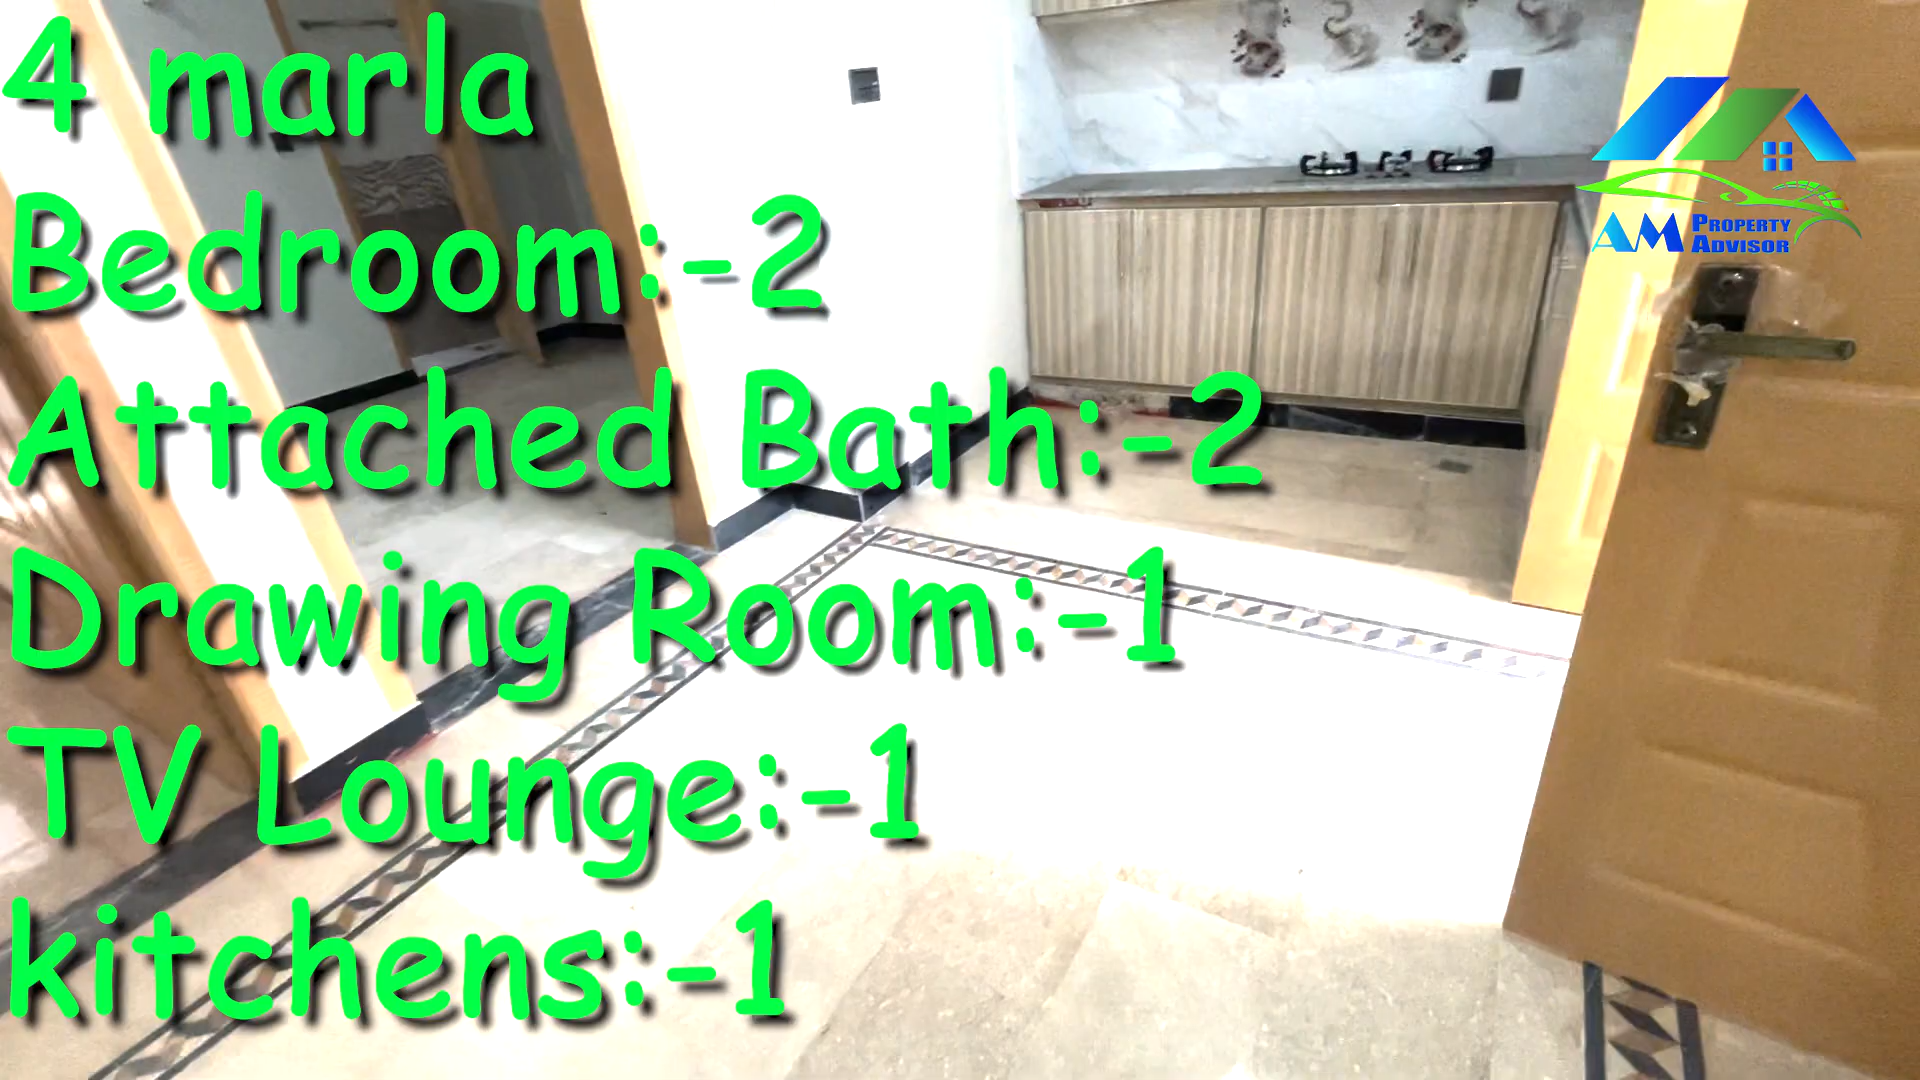 4 marla
Bedroom:-2
Attached Bath:-2
Drawing Room:-1
TV Lounge:-1
kitchens:-1
AM PROPERTY
ADVISOR